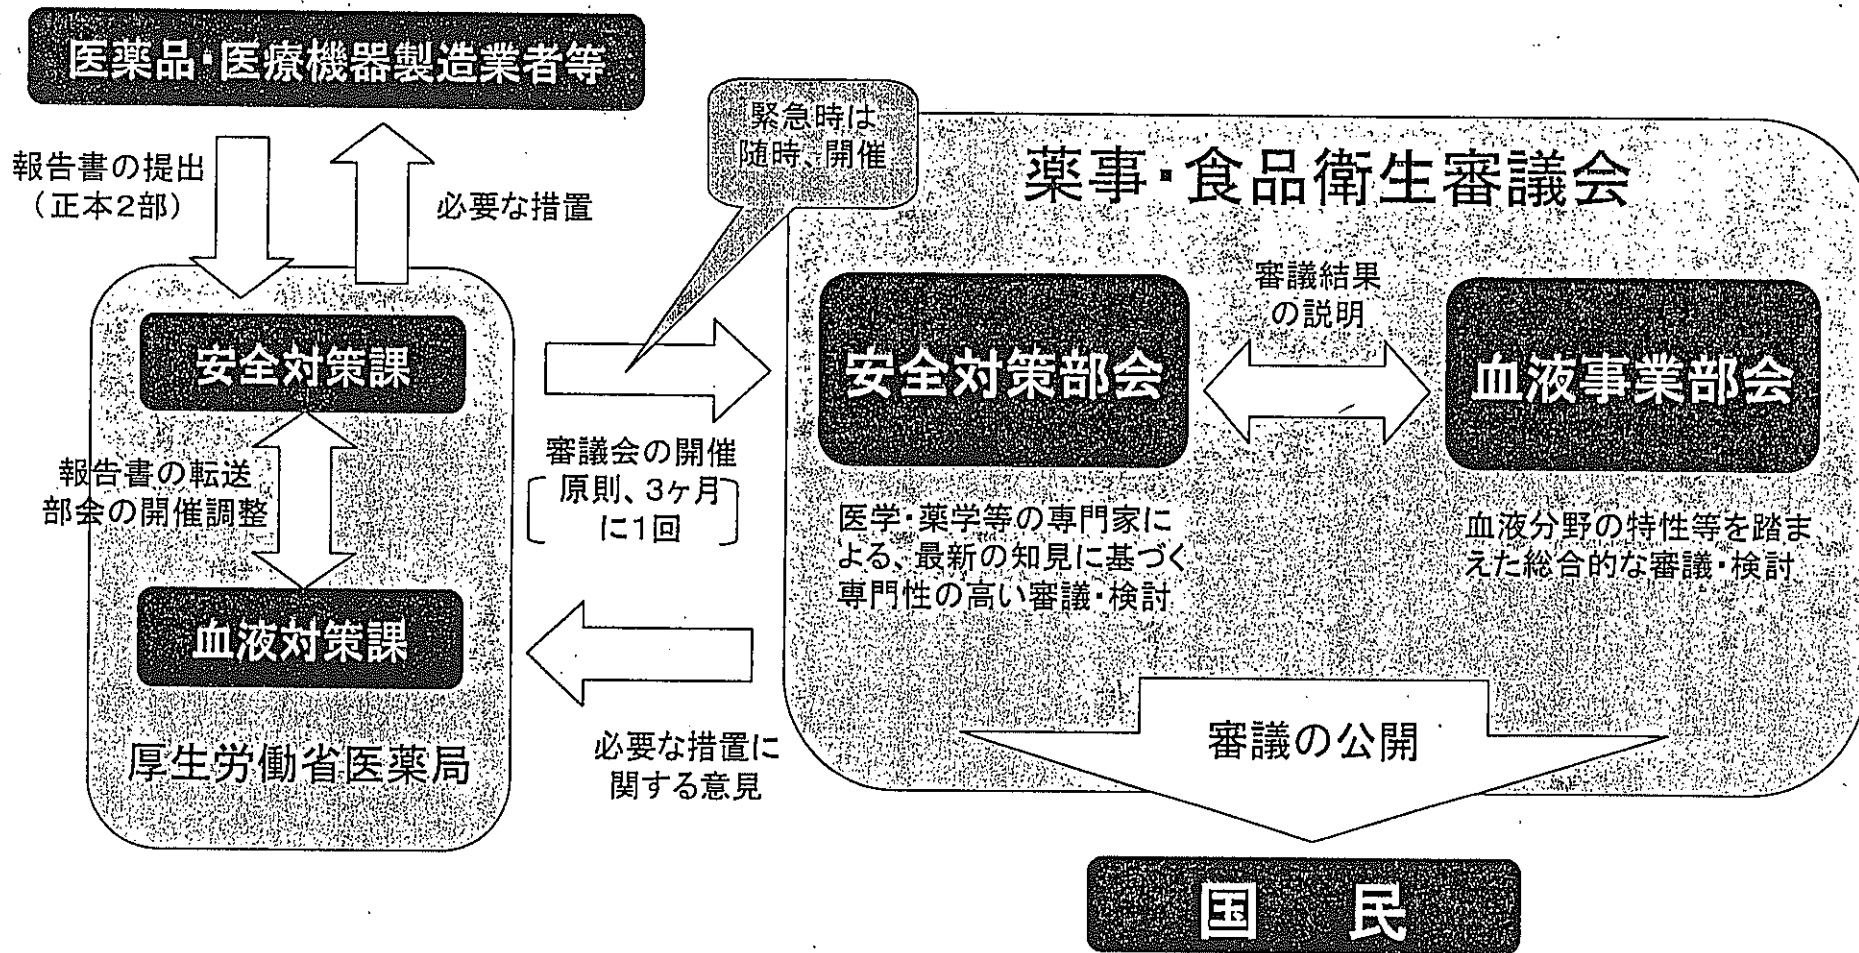 医薬品・医療機器製造業者等
報告書の提出
（正本2部）
必要な措置
緊急時は
随時、開催
薬事・食品衛生審議会
安全対策課
報告書の転送
部会の開催調整
血液対策課
厚生労働省医薬局
審議会の開催
原則、3ヶ月
に1回
必要な措置に
関する意見
安全対策部会
審議結果
の説明
血液事業部会
医学・薬学等の専門家に
よる、最新の知見に基づく
専門性の高い審議・検討
血液分野の特性等を踏ま
えた総合的な審議・検討
審議の公開
国　民